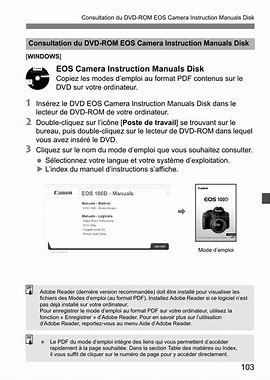 Consultation du DVD-ROM EOS Camera Instruction Manuals Disk
Consultation du DVD-ROM EOS Camera Instruction Manuals Disk
[WINDOWS]
EOS Camera Instruction Manuals Disk
Copiez les modes d'emploi au format PDF contenus sur le
DVD sur votre ordinateur.
1 Insérez le DVD EOS Camera Instruction Manuals Disk dans le
lecteur de DVD-ROM de votre ordinateur.
2 Double-cliquez sur l'icône [Poste de travail] se trouvant sur le
bureau, puis double-cliquez sur le lecteur de DVD-ROM dans lequel
vous avez inséré le DVD.
3 Cliquez sur le nom du mode d'emploi que vous souhaitez consulter.
● Sélectionnez votre langue et votre système d'exploitation.
▶ L'index du manuel d'instructions s'affiche.
Canon EOS 100D - Manuals
Manuals - Matériel
Manuals - Logiciels
Canon
EOS 100D
Mode d'emploi
Adobe Reader (dernière version recommandée) doit être installé pour visualiser les
fichiers des Modes d'emploi (au format PDF). Installez Adobe Reader si ce logiciel n'est
pas déjà installé sur votre ordinateur.
Pour enregistrer le mode d'emploi au format PDF sur votre ordinateur, utilisez la
fonction « Enregistrer » d'Adobe Reader. Pour en savoir plus sur l'utilisation
d'Adobe Reader, reportez-vous au menu Aide d'Adobe Reader.
● Le PDF du mode d'emploi intègre des liens qui vous permettent d'accéder
rapidement à la page souhaitée. Dans la section Table des matières ou Index,
il vous suffit de cliquer sur le numéro de page pour y accéder directement.
103